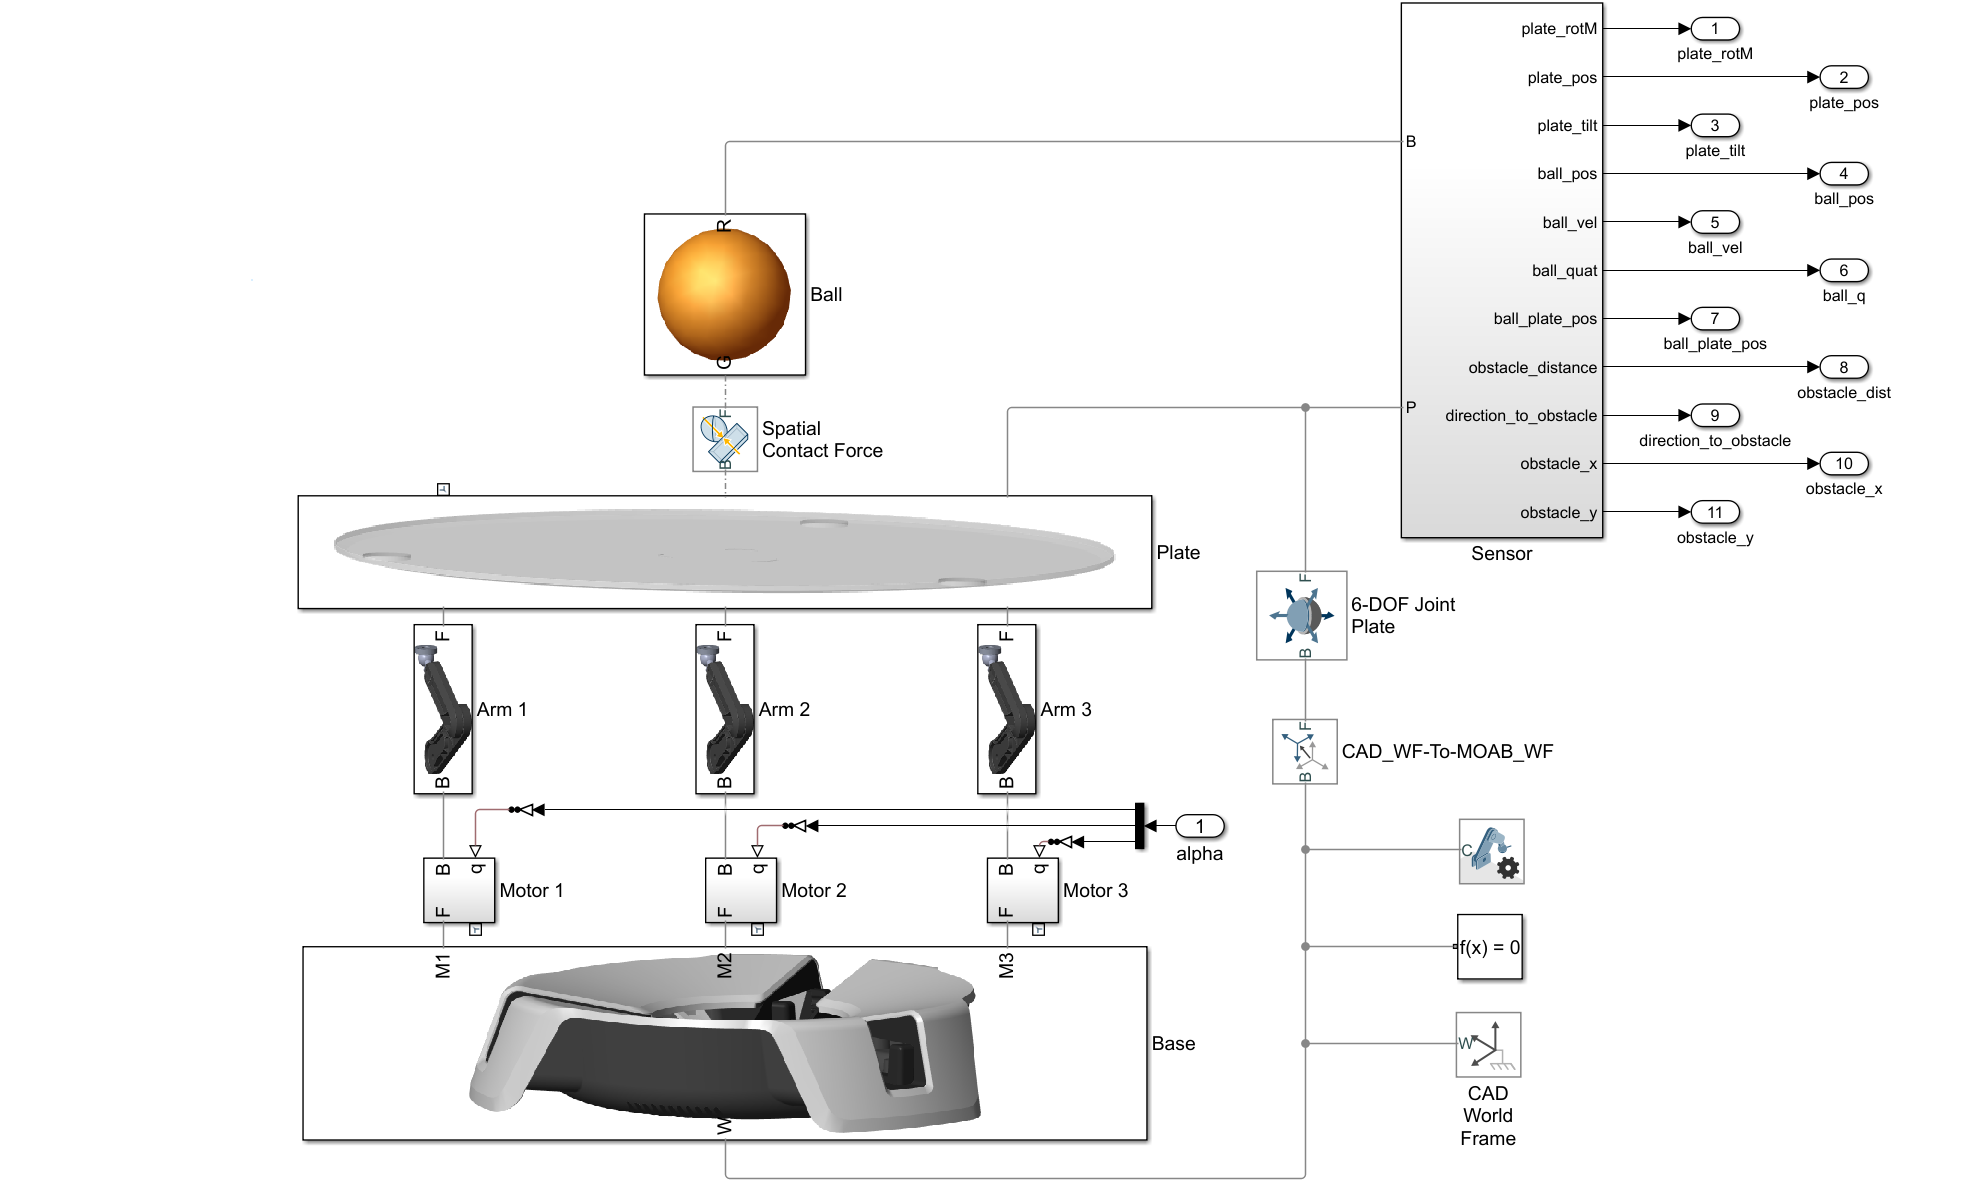 plate_rotM
1
plate_rotM
plate_pos
2
plate_pos
plate_tilt
3
plate_tilt
B
ball_pos
4
ball_pos
ball_vel
5
ball_vel
ball_quat
6
ball_q
ball_plate_pos
7
ball_plate_pos
obstacle_distance
8
obstacle_dist
P
direction_to_obstacle
9
direction_to_obstacle
obstacle_x
10
obstacle_x
obstacle_y
11
obstacle_y
Sensor
R
Ball
G
F
Spatial
Contact Force
B
Plate
F
6-DOF Joint
Plate
B
F
F
F
Arm 1
Arm 2
Arm 3
B
B
B
F
CAD_WF-To-MOAB_WF
B
1
alpha
B
q
Motor 1
F
B
q
Motor 2
F
B
q
Motor 3
F
C
f(x) = 0
M1
M2
M3
Base
W
W
CAD
World
Frame